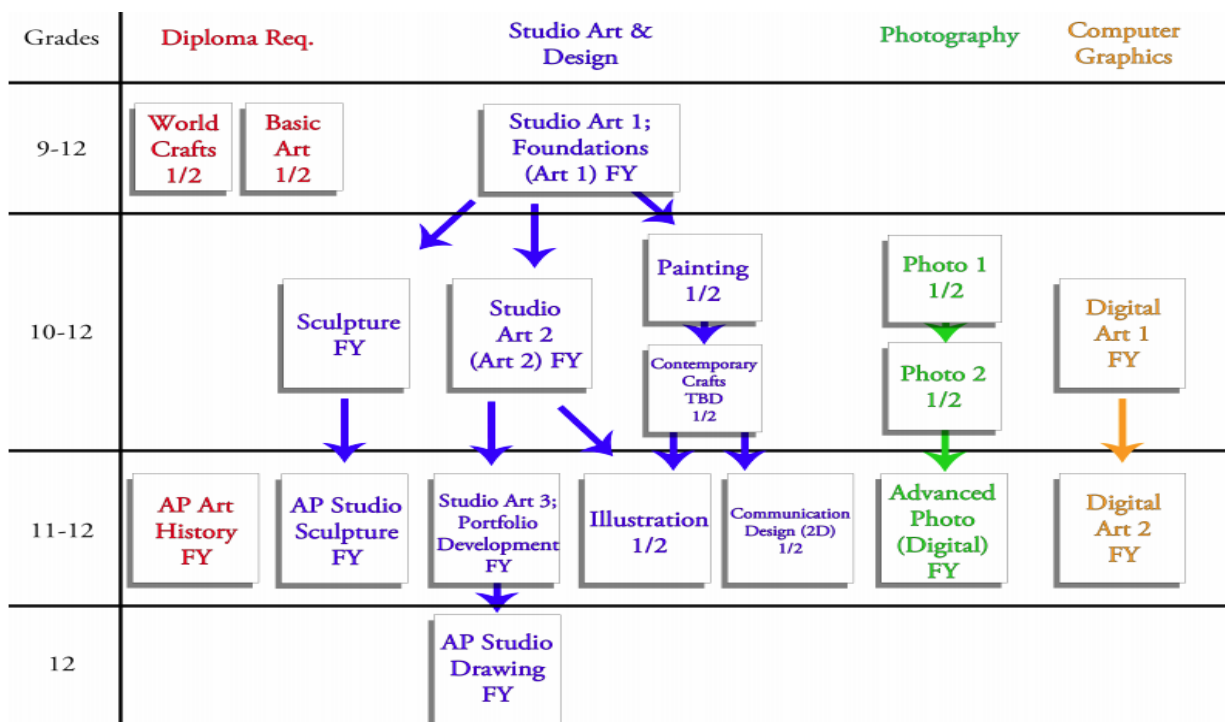 Grades
Diploma Req.
Studio Art &
Design
Photography
Computer
Graphics
9-12
World
Crafts
1/2
Basic
Art
1/2
Studio Art 1;
Foundations
(Art 1) FY
10-12
Sculpture
FY
Studio
Art 2
(Art 2) FY
Painting
1/2
Contemporary
Crafts
TBD
1/2
Photo 1
1/2
Photo 2
1/2
Digital
Art 1
FY
11-12
AP Art
History
FY
AP Studio
Sculpture
FY
Studio Art 3;
Portfolio
Development
FY
Illustration
1/2
Communication
Design (2D)
1/2
Advanced
Photo
(Digital)
FY
Digital
Art 2
FY
12
AP Studio
Drawing
FY